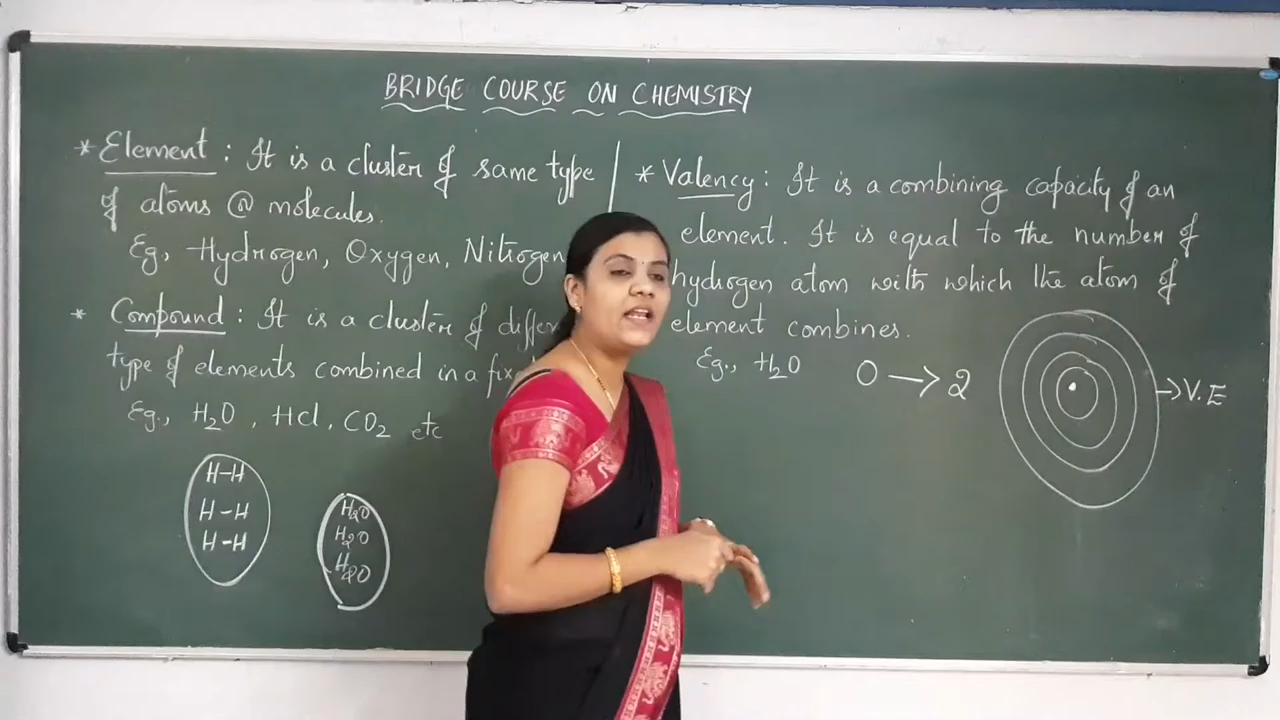 BRIDGE COURSE ON CHEMISTRY
* Element : It is a cluster of same type
of atoms @ molecules.
Eg, Hydrogen, Oxygen, Nitrogen
* Compound : It is a cluster of differ
type of elements combined in a fix
Eg., H2O , HCl, CO2 etc
H-H
H-H
H-H
H2O
H2O
H2O
* Valency : It is a combining capacity of an
element. It is equal to the number of
hydrogen atom with which the atom of
element combines.
Eg., H2O O → 2
→ V.E